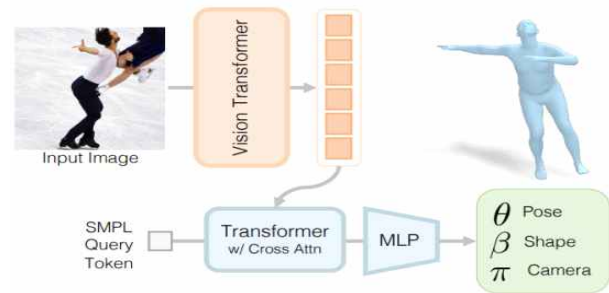 Vision Transformer
Input Image
SMPL
Query
Token
Transformer
w/ Cross Attn
MLP
θ Pose
β Shape
π Camera